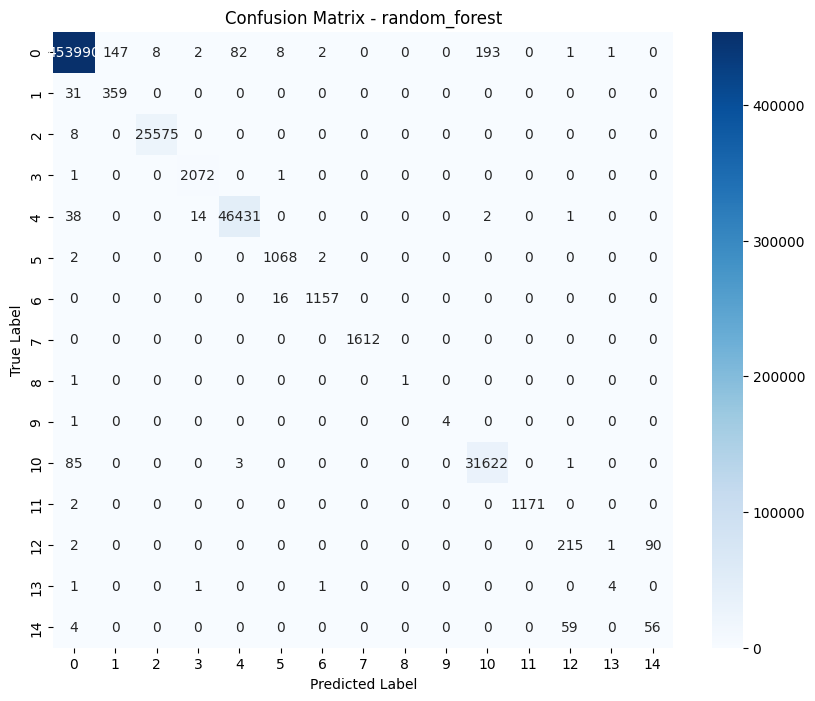 Confusion Matrix - random_forest
0 453990 147 8 2 82 8 2 0 0 0 193 0 1 1 0
1 31 359 0 0 0 0 0 0 0 0 0 0 0 0 0
2 8 0 25575 0 0 0 0 0 0 0 0 0 0 0 0
3 1 0 0 2072 0 1 0 0 0 0 0 0 0 0 0
4 38 0 0 14 46431 0 0 0 0 0 2 0 1 0 0
5 2 0 0 0 0 1068 2 0 0 0 0 0 0 0 0
6 0 0 0 0 0 16 1157 0 0 0 0 0 0 0 0
7 0 0 0 0 0 0 0 1612 0 0 0 0 0 0 0
8 1 0 0 0 0 0 0 0 1 0 0 0 0 0 0
9 1 0 0 0 0 0 0 0 0 4 0 0 0 0 0
10 85 0 0 0 3 0 0 0 0 0 31622 0 1 0 0
11 2 0 0 0 0 0 0 0 0 0 0 1171 0 0 0
12 2 0 0 0 0 0 0 0 0 0 0 0 215 1 90
13 1 0 0 1 0 0 1 0 0 0 0 0 0 4 0
14 4 0 0 0 0 0 0 0 0 0 0 0 59 0 56
0 1 2 3 4 5 6 7 8 9 10 11 12 13 14
True Label
Predicted Label
400000
300000
200000
100000
0